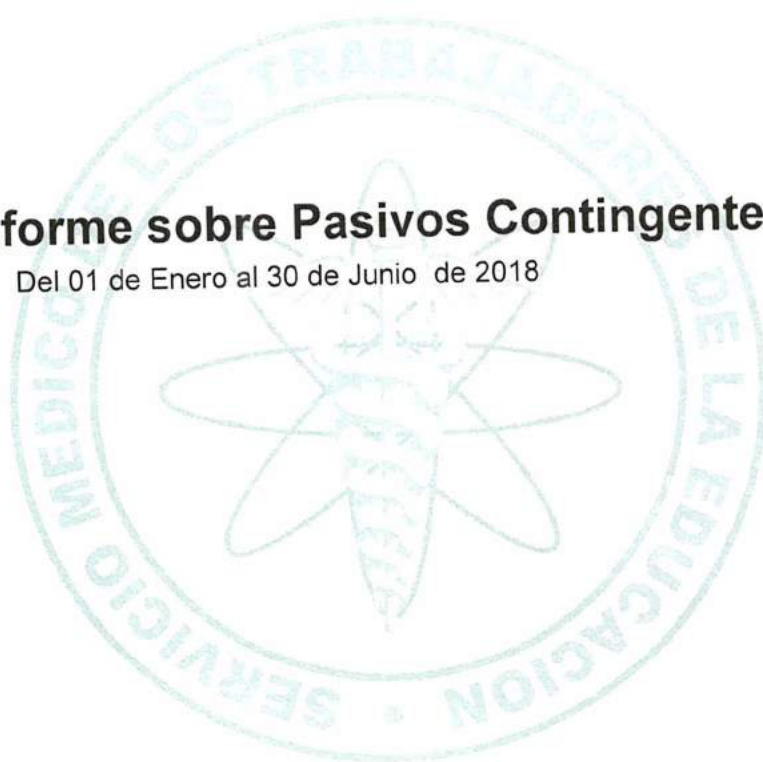 forme sobre Pasivos Contingente
Del 01 de Enero al 30 de Junio de 2018
SERVICIO MEDICO DE LOS TRABAJADORES DE LA EDUCACION